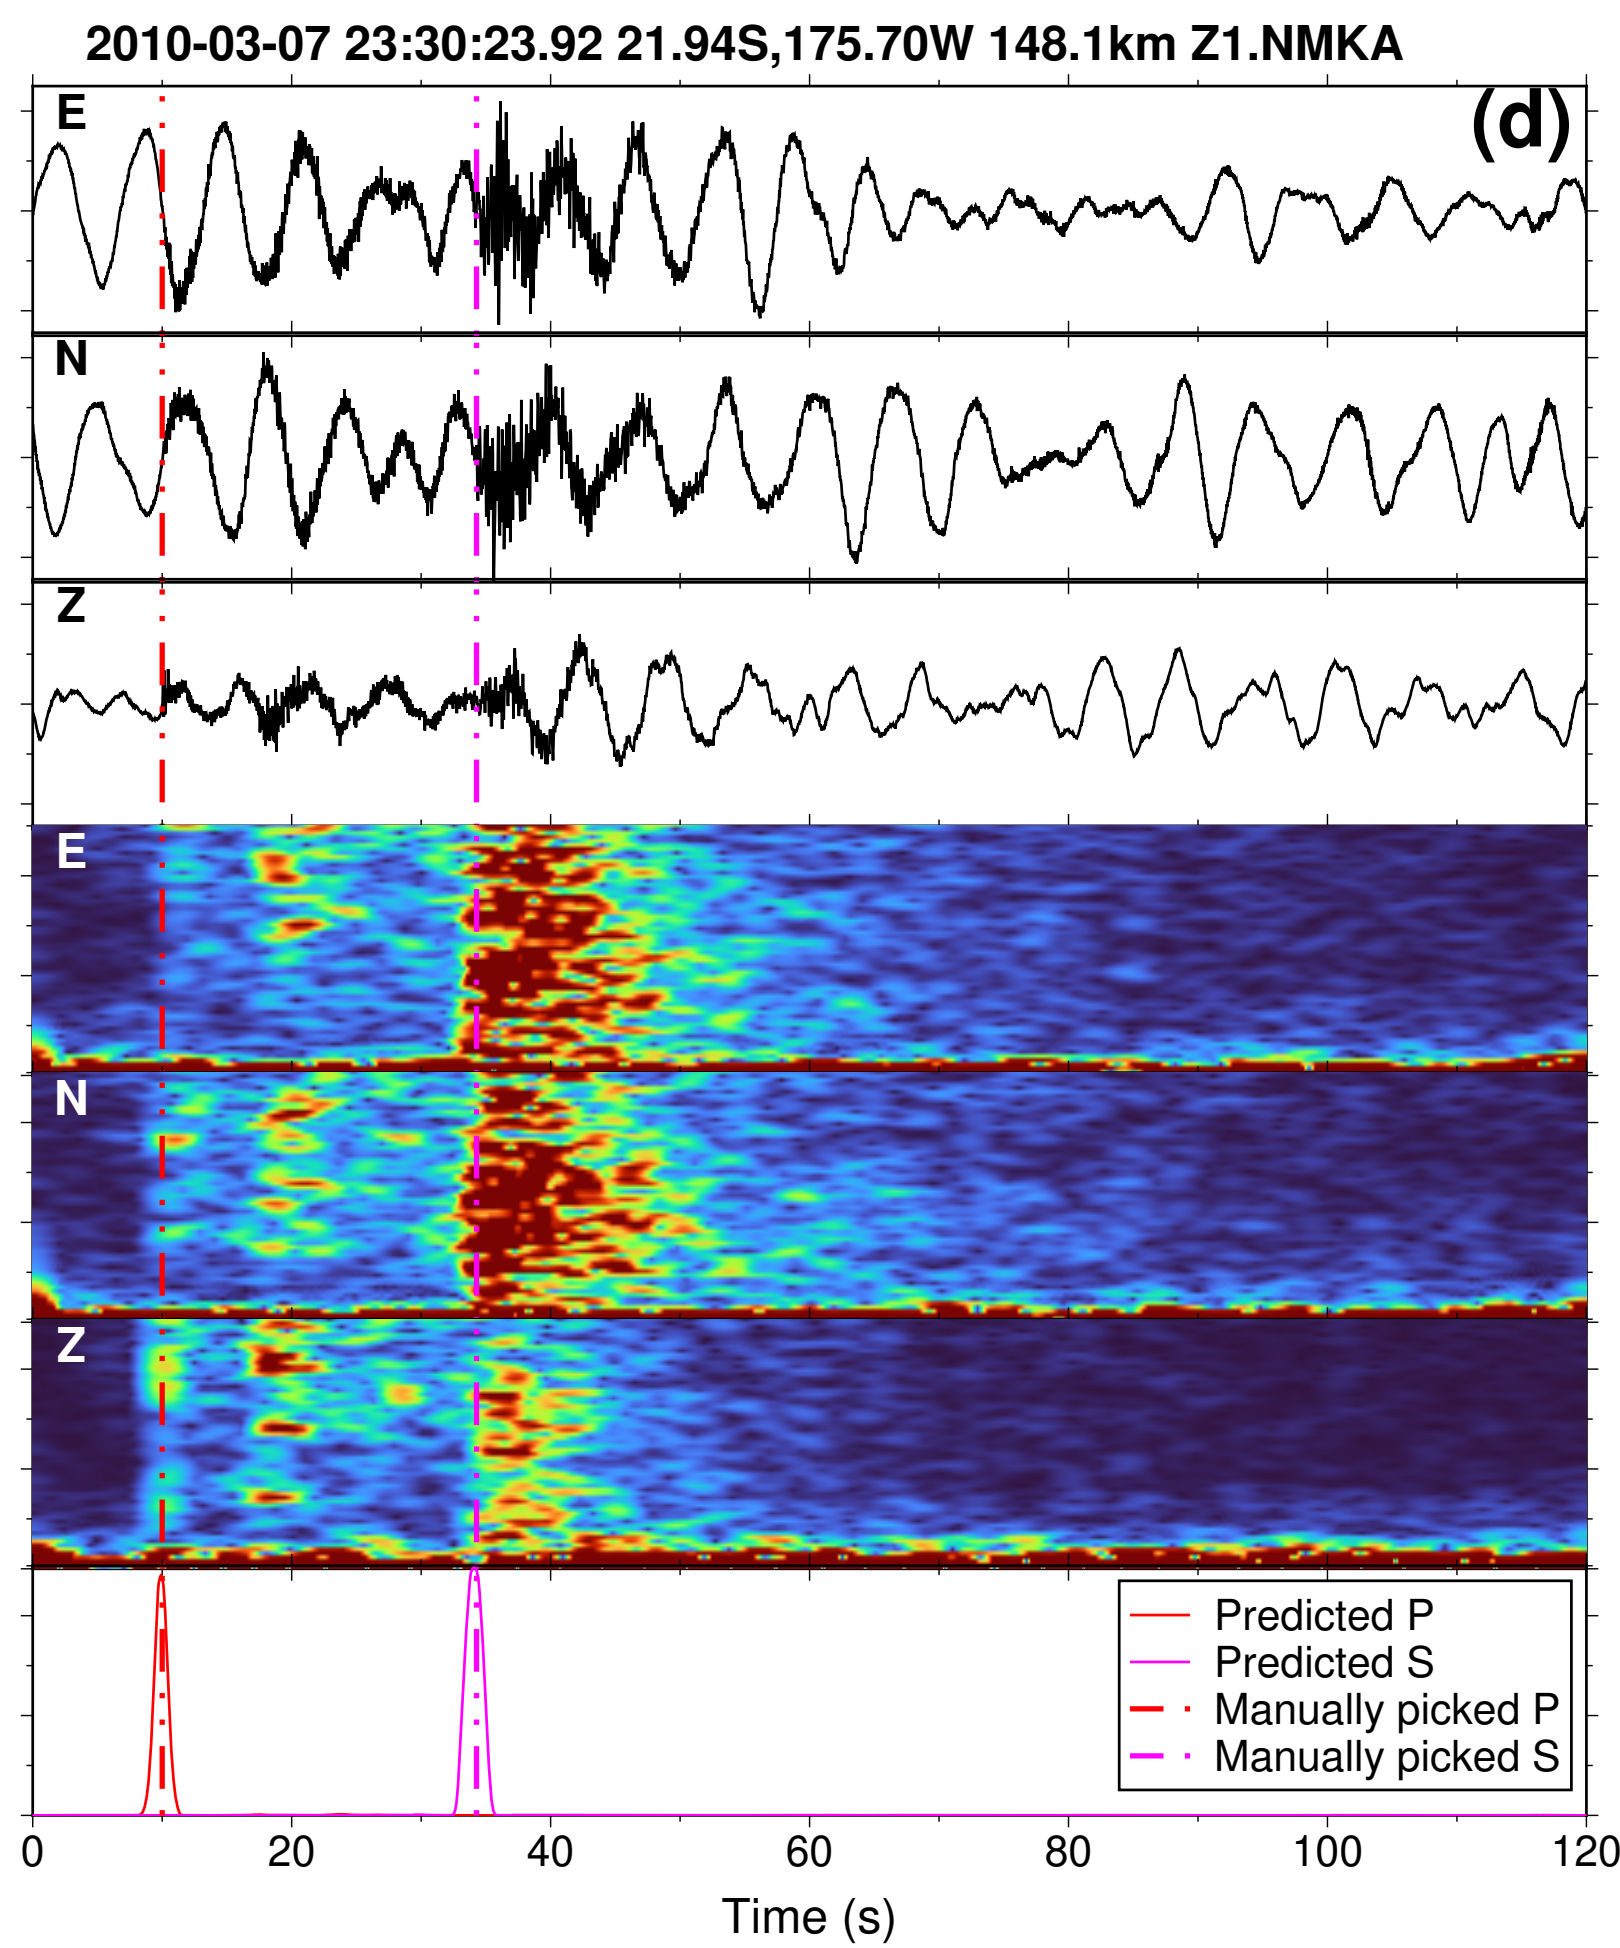 2010-03-07 23:30:23.92 21.94S,175.70W 148.1km Z1.NMKA
E
(d)
N
Z
E
N
Z
Predicted P
Predicted S
Manually picked P
Manually picked S
0 20 40 60 80 100 120
Time (s)